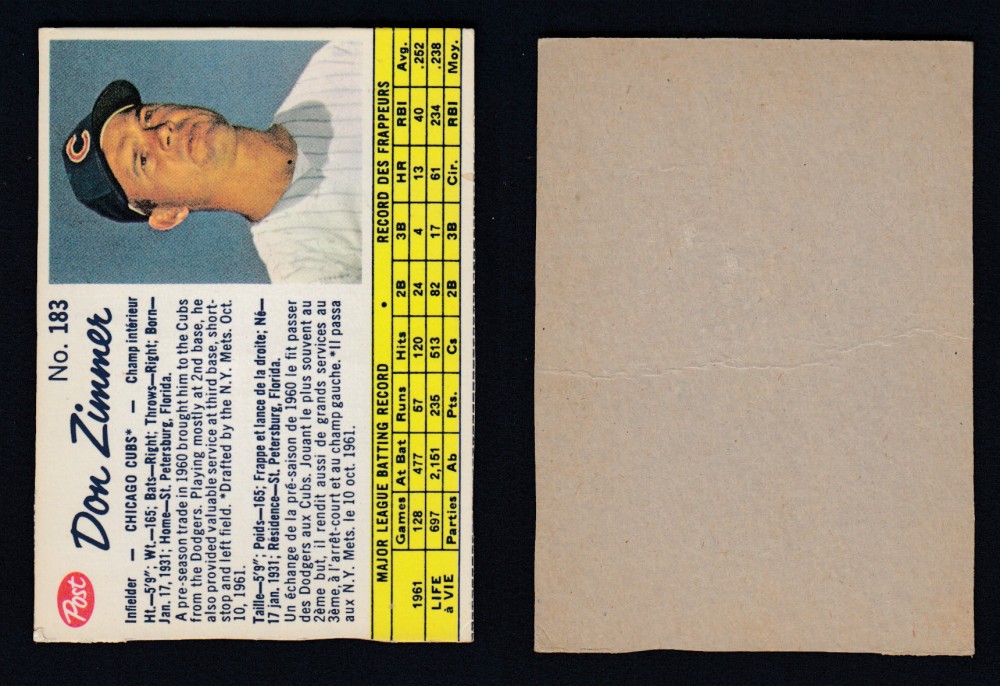 Post
No. 183
Don Zimmer
Infielder — CHICAGO CUBS* — Champ intérieur
Ht.—5'9"; Wt.—165; Bats—Right; Throws—Right; Born—
Jan. 17, 1931; Home—St. Petersburg, Florida.
A pre-season trade in 1960 brought him to the Cubs
from the Dodgers. Playing mostly at 2nd base, he
also provided valuable service at third base, short-
stop and left field. *Drafted by the N.Y. Mets. Oct.
10, 1961.
Taille—5'9"; Poids—165; Frappe et lance de la droite; Né—
17 jan. 1931; Résidence—St. Petersburg, Florida.
Un échange de la pré-saison de 1960 le fit passer
des Dodgers aux Cubs. Jouant le plus souvent au
2ème but, il rendit aussi de grands services au
3ème, à l'arrêt-court et au champ gauche. *Il passa
aux N.Y. Mets. le 10 oct. 1961.
MAJOR LEAGUE BATTING RECORD • RECORD DES FRAPPEURS
Games At Bat Runs Hits 2B 3B HR RBI Avg.
1961 128 477 57 120 24 4 13 40 .252
LIFE à VIE 697 2,151 235 513 82 17 61 234 .238
Parties Ab Pts. Cs 2B 3B Cir. RBI Moy.
C